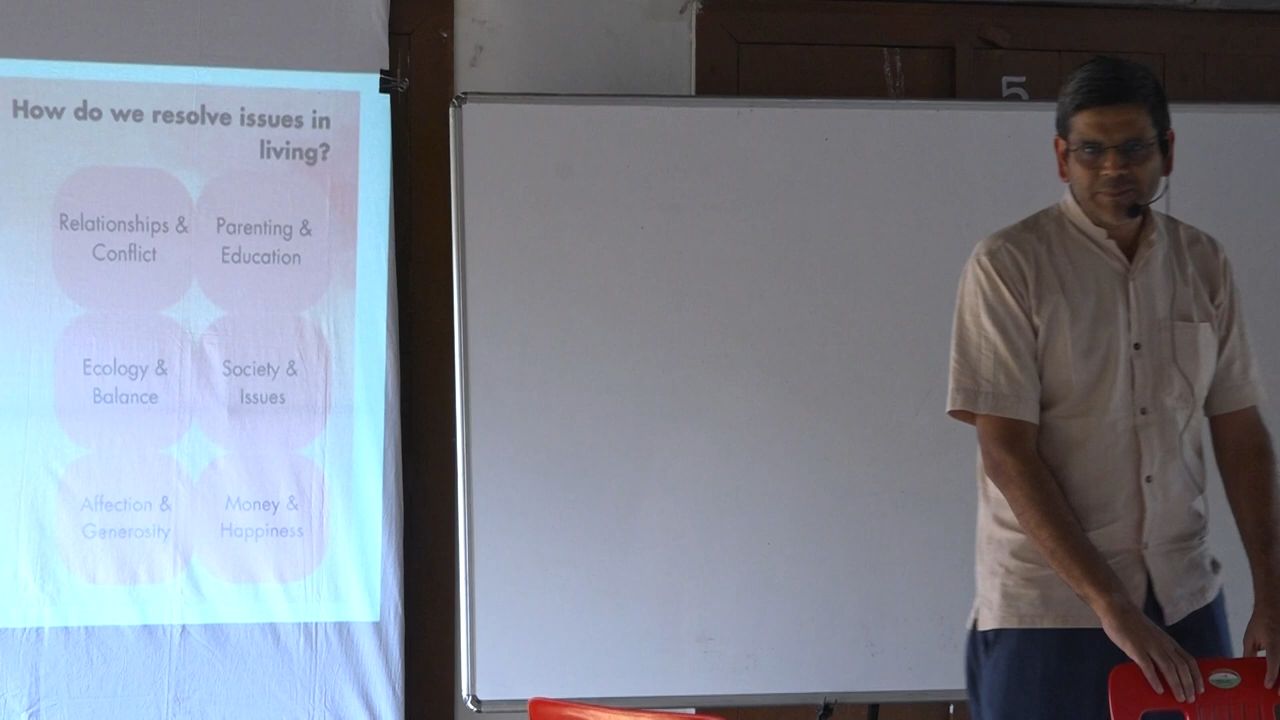 How do we resolve issues in
living?
Relationships &
Conflict
Parenting &
Education
Ecology &
Balance
Society &
Issues
Affection &
Generosity
Money &
Happiness
5